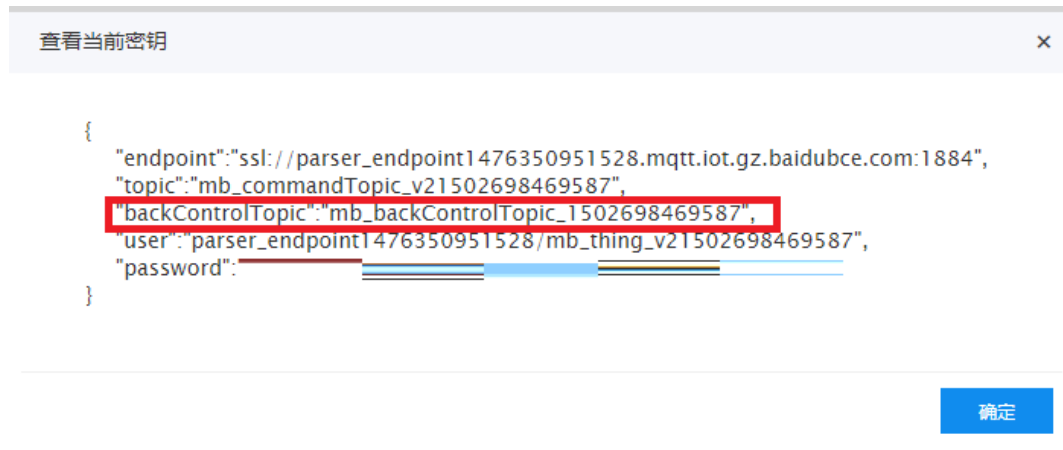 查看当前密钥
×
{
"endpoint":"ssl://parser_endpoint1476350951528.mqtt.iot.gz.baidubce.com:1884",
"topic":"mb_commandTopic_v21502698469587",
"backControlTopic":"mb_backControlTopic_1502698469587",
"user":"parser_endpoint1476350951528/mb_thing_v21502698469587",
"password":
}
确定